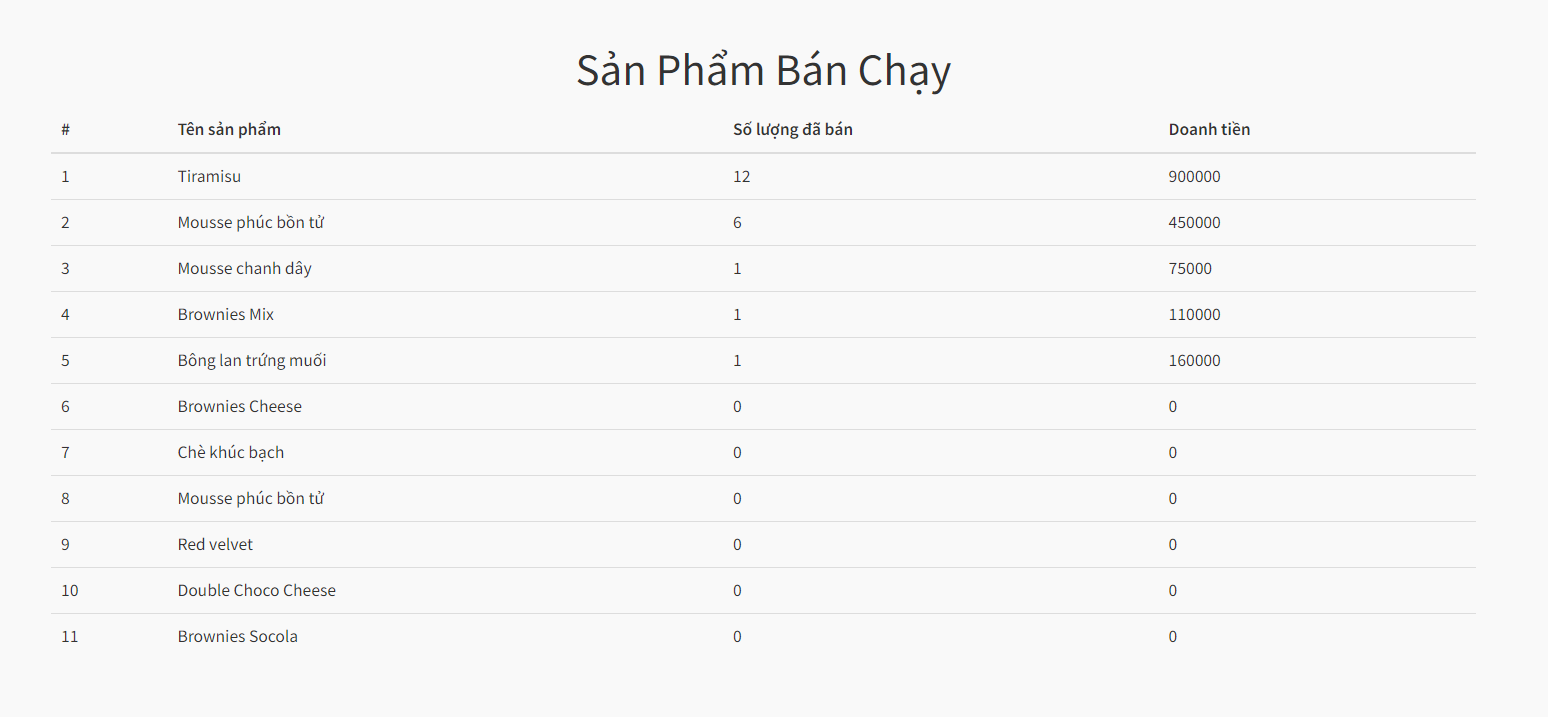 Sản Phẩm Bán Chạy
# Tên sản phẩm Số lượng đã bán Doanh tiền
1 Tiramisu 12 900000
2 Mousse phúc bồn tử 6 450000
3 Mousse chanh dây 1 75000
4 Brownies Mix 1 110000
5 Bông lan trứng muối 1 160000
6 Brownies Cheese 0 0
7 Chè khúc bạch 0 0
8 Mousse phúc bồn tử 0 0
9 Red velvet 0 0
10 Double Choco Cheese 0 0
11 Brownies Socola 0 0